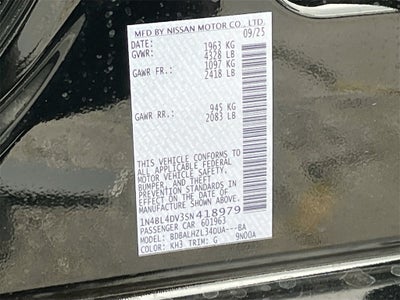 MFD BY NISSAN MOTOR CO., LTD.
DATE: 09/25
GVWR: 1963 KG
4328 LB
GAWR FR.: 1097 KG
2418 LB
GAWR RR.: 945 KG
2083 LB
THIS VEHICLE CONFORMS TO
ALL APPLICABLE FEDERAL
MOTOR VEHICLE SAFETY,
BUMPER, AND THEFT
PREVENTION STANDARDS
IN EFFECT ON THE DATE OF
MANUFACTURE SHOWN ABOVE.
1N4BL4DV3SN418979
PASSENGER CAR 601963
MODEL: BDBALHZL34DUA---BA
COLOR: KH3 TRIM: G 9N00A